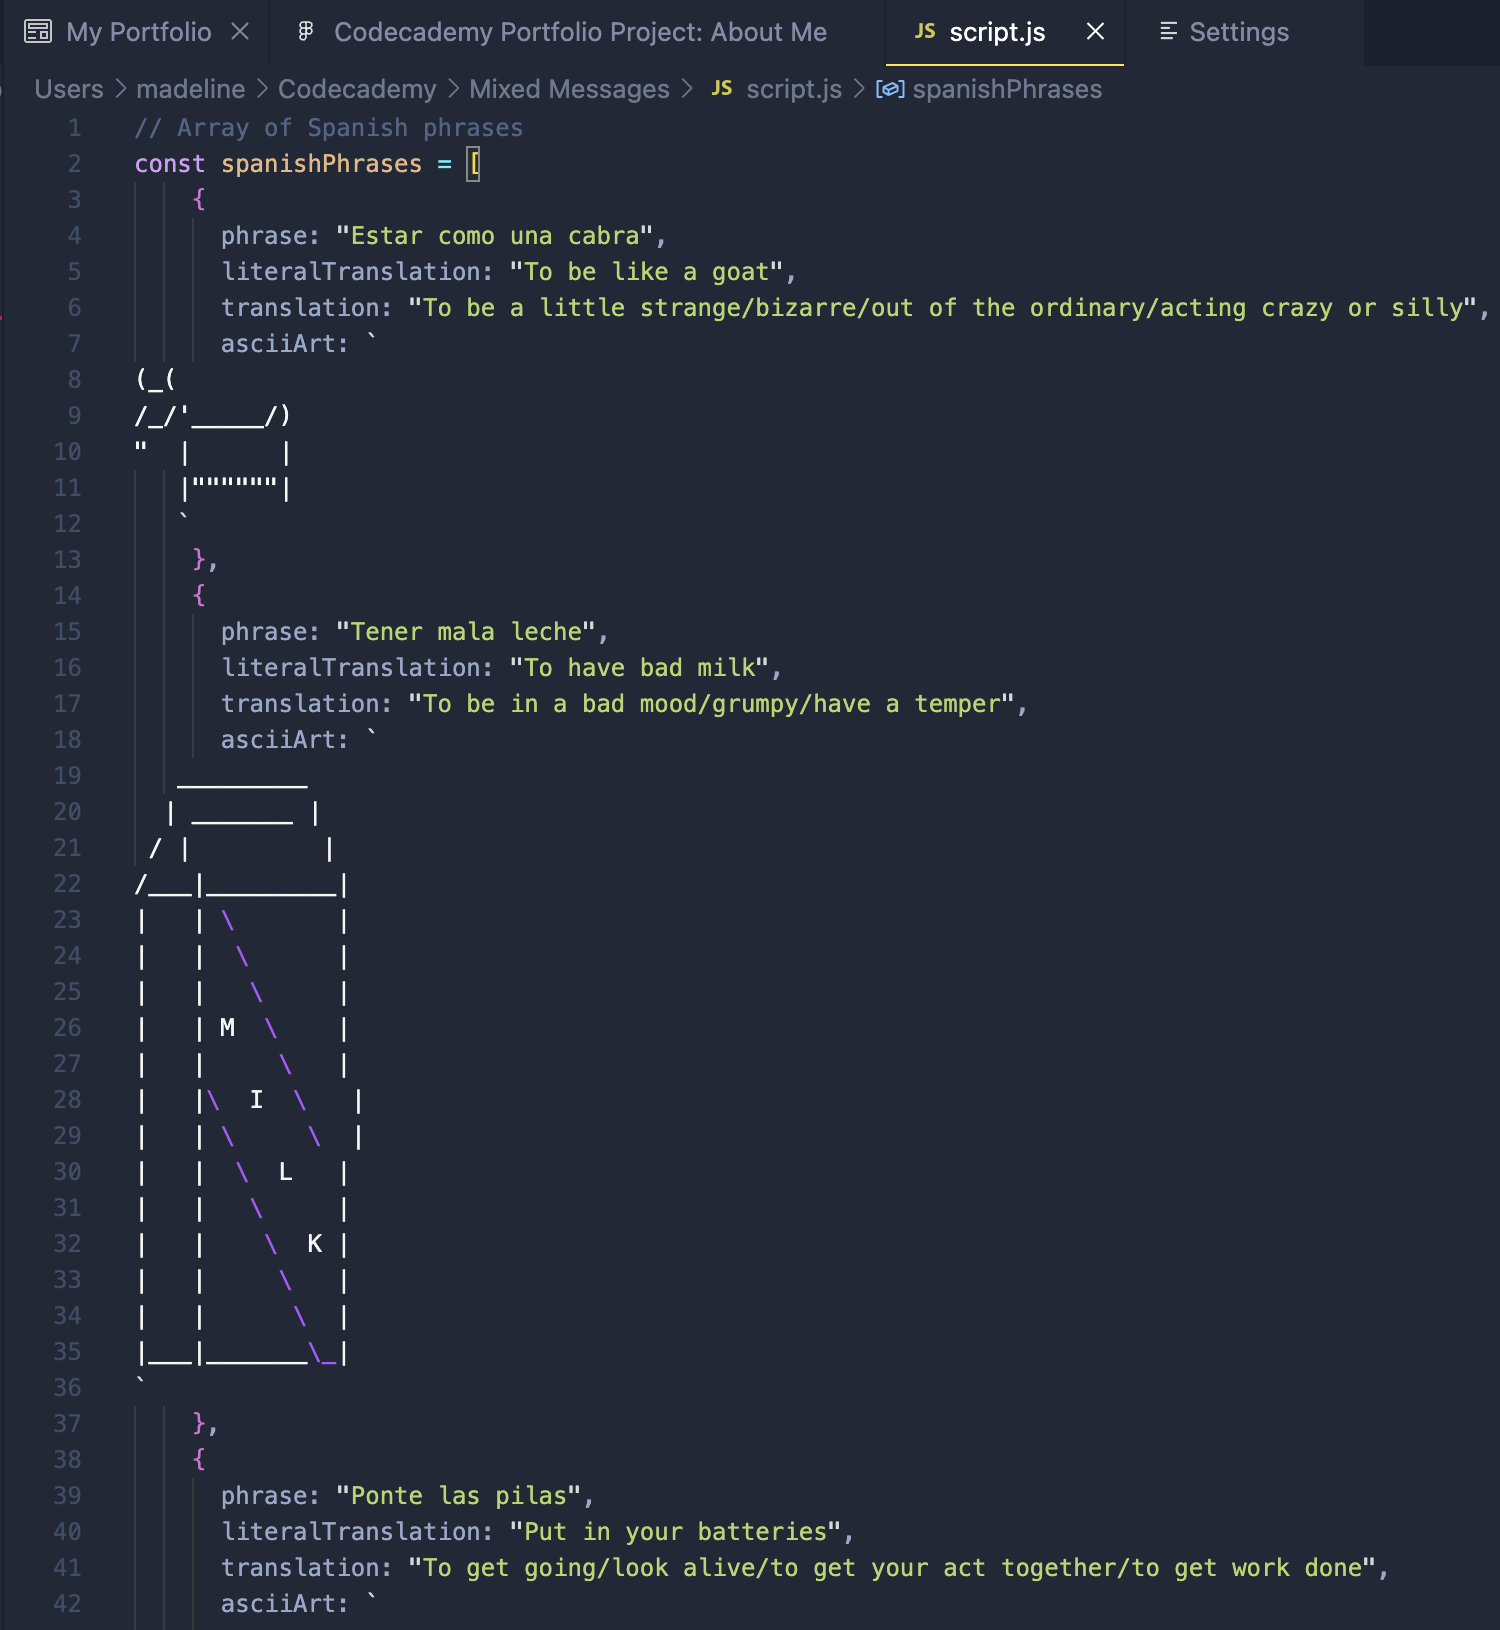 My Portfolio Codecademy Portfolio Project: About Me JS script.js Settings
Users > madeline > Codecademy > Mixed Messages > JS script.js > spanishPhrases
1 // Array of Spanish phrases
2 const spanishPhrases = [
3     {
4       phrase: "Estar como una cabra",
5       literalTranslation: "To be like a goat",
6       translation: "To be a little strange/bizarre/out of the ordinary/acting crazy or silly",
7       asciiArt: `
8 (_(
9 /_/'_____/)
10 "  |      |
11    |""""""|
12    `
13     },
14     {
15       phrase: "Tener mala leche",
16       literalTranslation: "To have bad milk",
17       translation: "To be in a bad mood/grumpy/have a temper",
18       asciiArt: `
19    _________
20   | _______ |
21  / |         |
22 /___|_________|
23 |   | \       |
24 |   |  \      |
25 |   |   \     |
26 |   | M  \    |
27 |   |     \   |
28 |   |\  I  \   |
29 |   | \     \  |
30 |   |  \  L   |
31 |   |   \     |
32 |   |    \  K |
33 |   |     \   |
34 |   |      \  |
35 |___|_______\_|
36 `
37     },
38     {
39       phrase: "Ponte las pilas",
40       literalTranslation: "Put in your batteries",
41       translation: "To get going/look alive/to get your act together/to get work done",
42       asciiArt: `